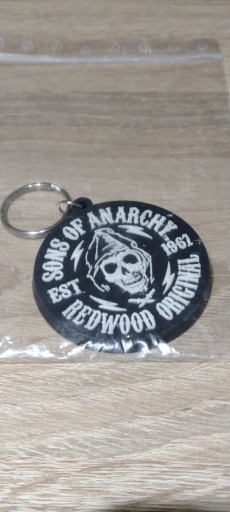 SONS OF ANARCHY
EST 1967
REDWOOD ORIGINAL